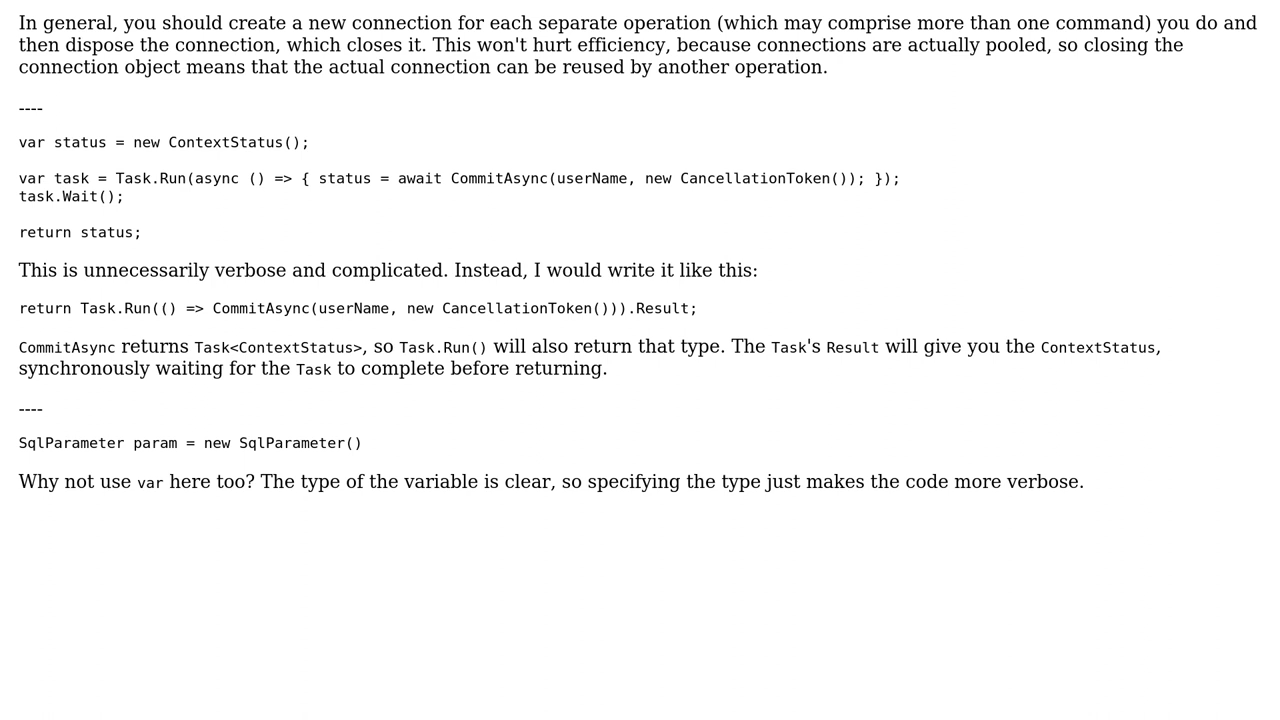 In general, you should create a new connection for each separate operation (which may comprise more than one command) you do and
then dispose the connection, which closes it. This won't hurt efficiency, because connections are actually pooled, so closing the
connection object means that the actual connection can be reused by another operation.
----
var status = new ContextStatus();
var task = Task.Run(async () => { status = await CommitAsync(userName, new CancellationToken()); });
task.Wait();
return status;
This is unnecessarily verbose and complicated. Instead, I would write it like this:
return Task.Run(() => CommitAsync(userName, new CancellationToken())).Result;
CommitAsync returns Task<ContextStatus>, so Task.Run() will also return that type. The Task's Result will give you the ContextStatus,
synchronously waiting for the Task to complete before returning.
----
SqlParameter param = new SqlParameter()
Why not use var here too? The type of the variable is clear, so specifying the type just makes the code more verbose.